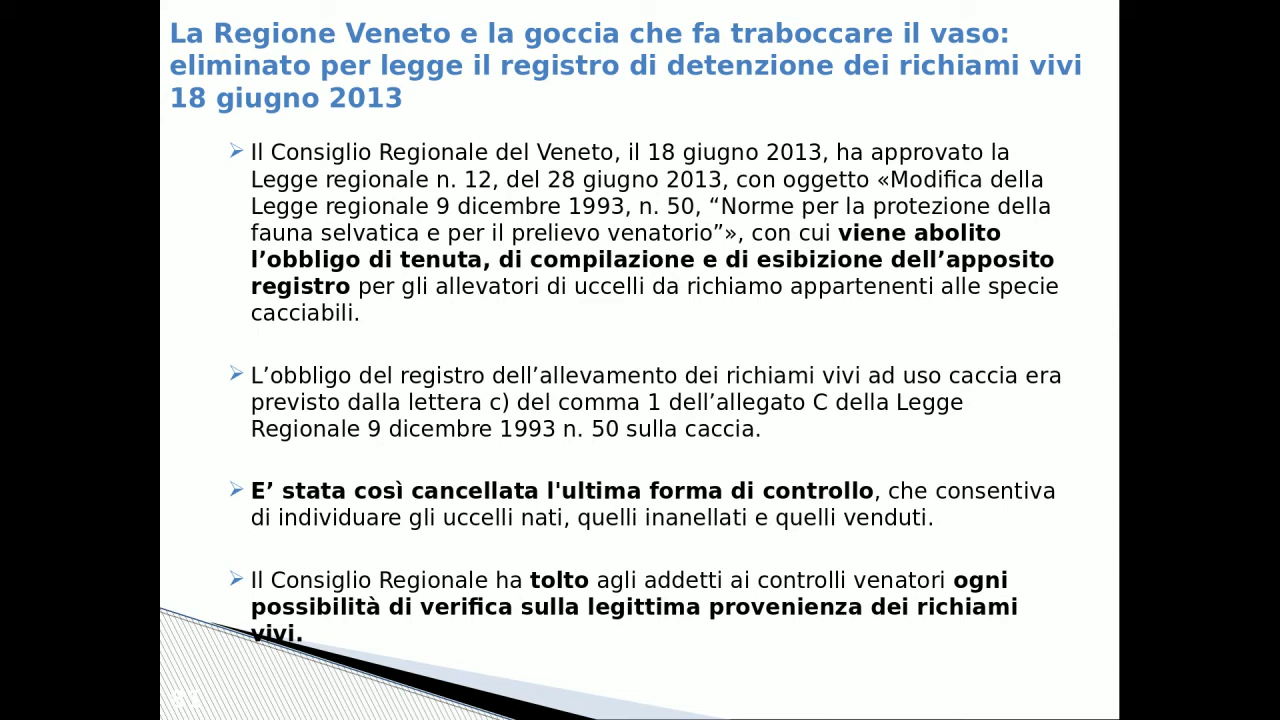 La Regione Veneto e la goccia che fa traboccare il vaso:
eliminato per legge il registro di detenzione dei richiami vivi
18 giugno 2013
Il Consiglio Regionale del Veneto, il 18 giugno 2013, ha approvato la
Legge regionale n. 12, del 28 giugno 2013, con oggetto «Modifica della
Legge regionale 9 dicembre 1993, n. 50, “Norme per la protezione della
fauna selvatica e per il prelievo venatorio”», con cui viene abolito
l’obbligo di tenuta, di compilazione e di esibizione dell’apposito
registro per gli allevatori di uccelli da richiamo appartenenti alle specie
cacciabili.
L’obbligo del registro dell’allevamento dei richiami vivi ad uso caccia era
previsto dalla lettera c) del comma 1 dell’allegato C della Legge
Regionale 9 dicembre 1993 n. 50 sulla caccia.
E’ stata così cancellata l'ultima forma di controllo, che consentiva
di individuare gli uccelli nati, quelli inanellati e quelli venduti.
Il Consiglio Regionale ha tolto agli addetti ai controlli venatori ogni
possibilità di verifica sulla legittima provenienza dei richiami
vivi.